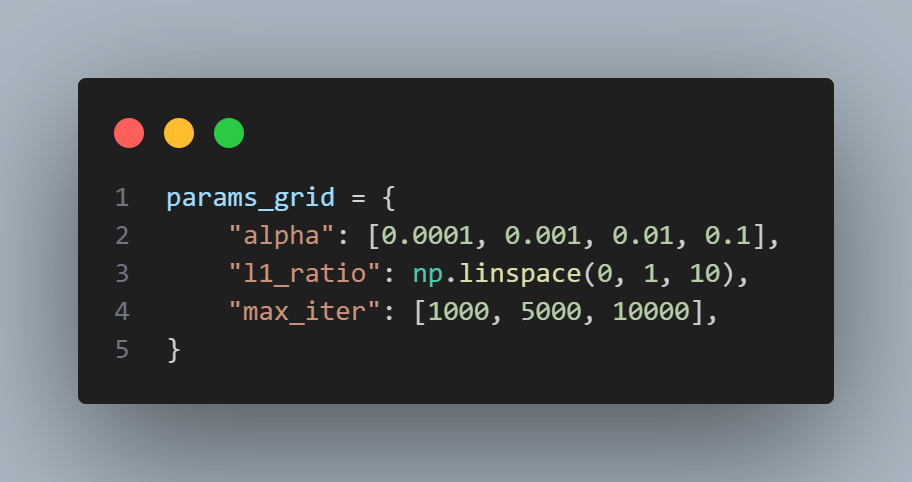 1 params_grid = {
2     "alpha": [0.0001, 0.001, 0.01, 0.1],
3     "l1_ratio": np.linspace(0, 1, 10),
4     "max_iter": [1000, 5000, 10000],
5 }